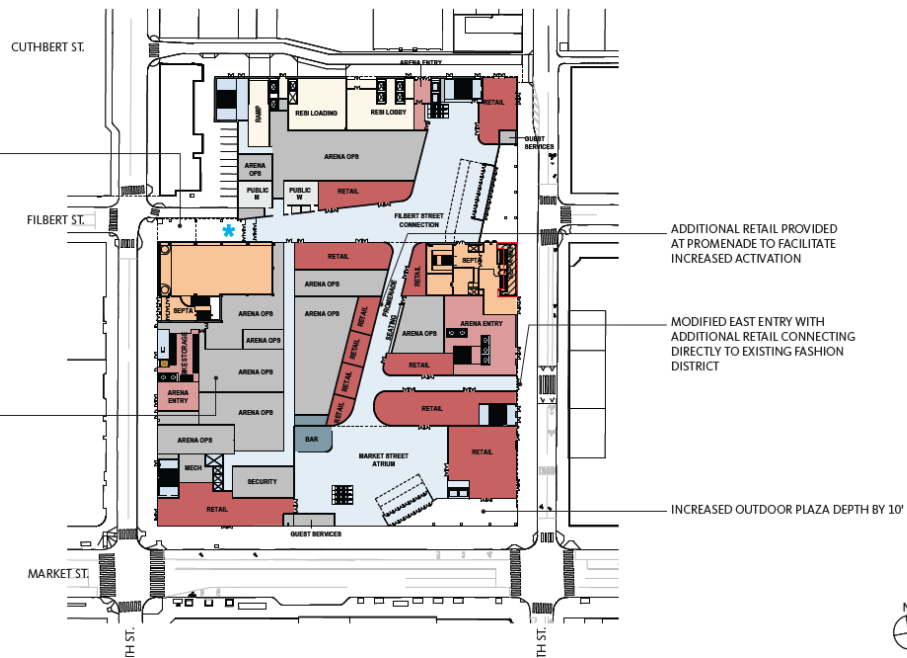 CUTHBERT ST.
ARENA ENTRY
RAMP
REBI LOADING
REBI LOBBY
RETAIL
GUEST
SERVICES
ARENA OPS
ARENA
OPS
PUBLIC
M
PUBLIC
W
RETAIL
FILBERT ST.
*
FILBERT STREET
CONNECTION
ADDITIONAL RETAIL PROVIDED
AT PROMENADE TO FACILITATE
INCREASED ACTIVATION
RETAIL
SEPTA
RETAIL
ARENA OPS
PROMENADE
SEATING
SEPTA
ARENA OPS
ARENA OPS
RETAIL
ARENA OPS
ARENA ENTRY
MODIFIED EAST ENTRY WITH
ADDITIONAL RETAIL CONNECTING
DIRECTLY TO EXISTING FASHION
DISTRICT
BIKE STORAGE
ARENA OPS
RETAIL
RETAIL
ARENA OPS
RETAIL
ARENA
ENTRY
RETAIL
ARENA OPS
RETAIL
ARENA OPS
BAR
MARKET STREET
ATRIUM
RETAIL
MECH
SECURITY
RETAIL
INCREASED OUTDOOR PLAZA DEPTH BY 10'
GUEST SERVICES
MARKET ST.
TH ST.
TH ST.
N